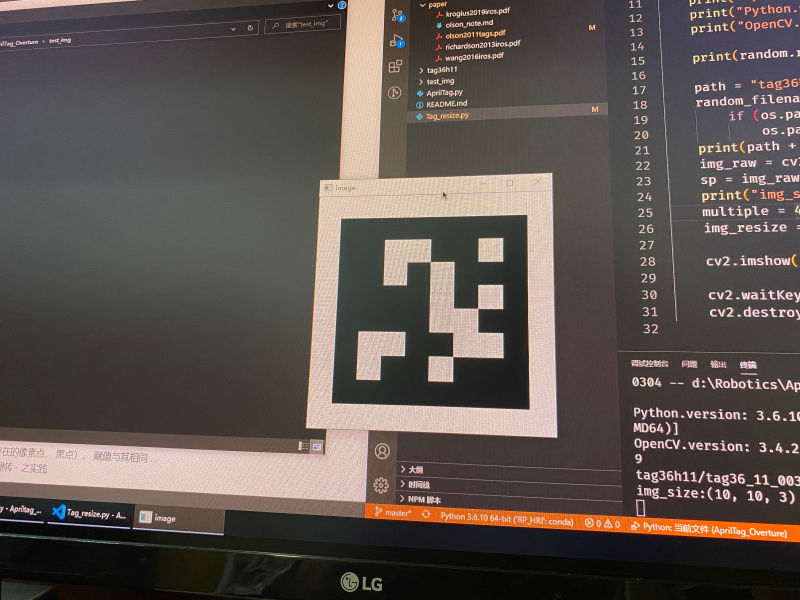 AprilTag_Overture › test_img
搜索"test_img"
paper
kroglus2019iros.pdf
olson_note.md
olson2011tags.pdf
M
richardson2013iros.pdf
wang2016iros.pdf
tag36h11
test_img
AprilTag.py
README.md
Tag_resize.py
M
2
1
11
12 print("Python.
13 print("OpenCV.
14
15 print(random.r
16
17 path = "tag36h
18 random_filena
19 if (os.pa
20 os.pa
21 print(path +
22 img_raw = cv
23 sp = img_raw
24 print("img_s
25 multiple = 4
26 img_resize =
27
28 cv2.imshow(
29
30 cv2.waitKey
31 cv2.destroy
32
image
调试控制台 问题 输出 终端
0304 -- d:\Robotics\Ap
Python.version: 3.6.10
MD64)]
OpenCV.version: 3.4.2
9
tag36h11/tag36_11_003
img_size:(10, 10, 3)
在的像素点, 黑点), 赋值与其相同 ...
翻转 - 之实践
大纲
时间线
NPM 脚本
master* Python 3.6.10 64-bit ('RP_HRI': conda) 0 0 Python: 当前文件 (AprilTag_Overture)
y - Apriltag_... Tag_resize.py - A... image
LG